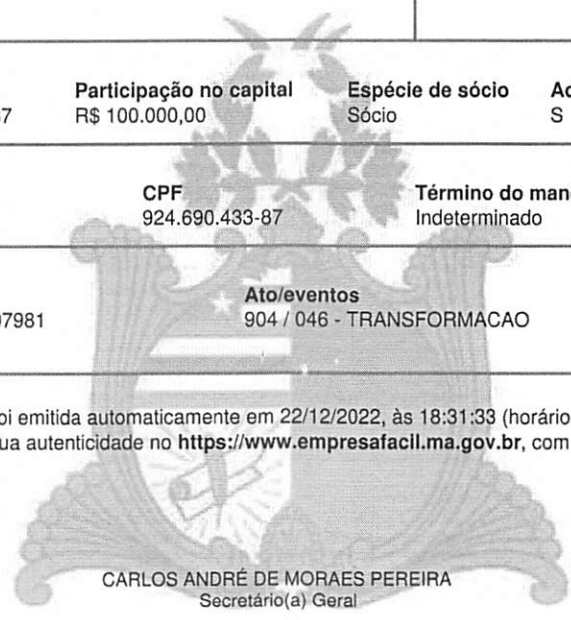 Participação no capital Espécie de sócio
7 R$ 100.000,00 Sócio S
CPF Término do
924.690.433-87 Indeterminado
Ato/eventos
7981 904 / 046 - TRANSFORMACAO
emitida automaticamente em 22/12/2022, às 18:31:33 (horário
autenticidade no https://www.empresafacil.ma.gov.br, com
CARLOS ANDRÉ DE MORAES PEREIRA
Secretário(a) Geral